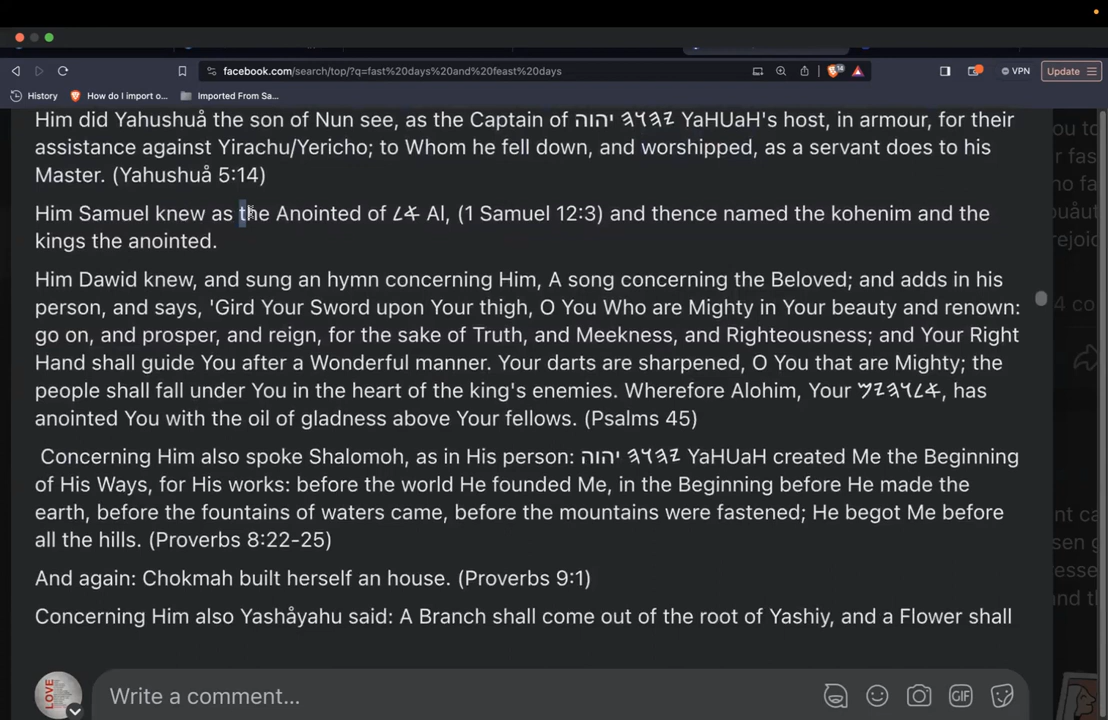 facebook.com/search/top/?q=fast%20days%20and%20feast%20days
VPN
Update
History
How do I import o...
Imported From Sa...
Him did Yahushuå the son of Nun see, as the Captain of יהוה 𐤉𐤄𐤅𐤄 YaHUaH's host, in armour, for their
assistance against Yirachu/Yericho; to Whom he fell down, and worshipped, as a servant does to his
Master. (Yahushuå 5:14)
Him Samuel knew as the Anointed of 𐤀𐤋 Al, (1 Samuel 12:3) and thence named the kohenim and the
kings the anointed.
Him Dawid knew, and sung an hymn concerning Him, A song concerning the Beloved; and adds in his
person, and says, 'Gird Your Sword upon Your thigh, O You Who are Mighty in Your beauty and renown:
go on, and prosper, and reign, for the sake of Truth, and Meekness, and Righteousness; and Your Right
Hand shall guide You after a Wonderful manner. Your darts are sharpened, O You that are Mighty; the
people shall fall under You in the heart of the king's enemies. Wherefore Alohim, Your 𐤀𐤋𐤅𐤄𐤉𐤌, has
anointed You with the oil of gladness above Your fellows. (Psalms 45)
Concerning Him also spoke Shalomoh, as in His person: יהוה 𐤉𐤄𐤅𐤄 YaHUaH created Me the Beginning
of His Ways, for His works: before the world He founded Me, in the Beginning before He made the
earth, before the fountains of waters came, before the mountains were fastened; He begot Me before
all the hills. (Proverbs 8:22-25)
And again: Chokmah built herself an house. (Proverbs 9:1)
Concerning Him also Yashåyahu said: A Branch shall come out of the root of Yashiy, and a Flower shall
LOVE
Write a comment...
GIF